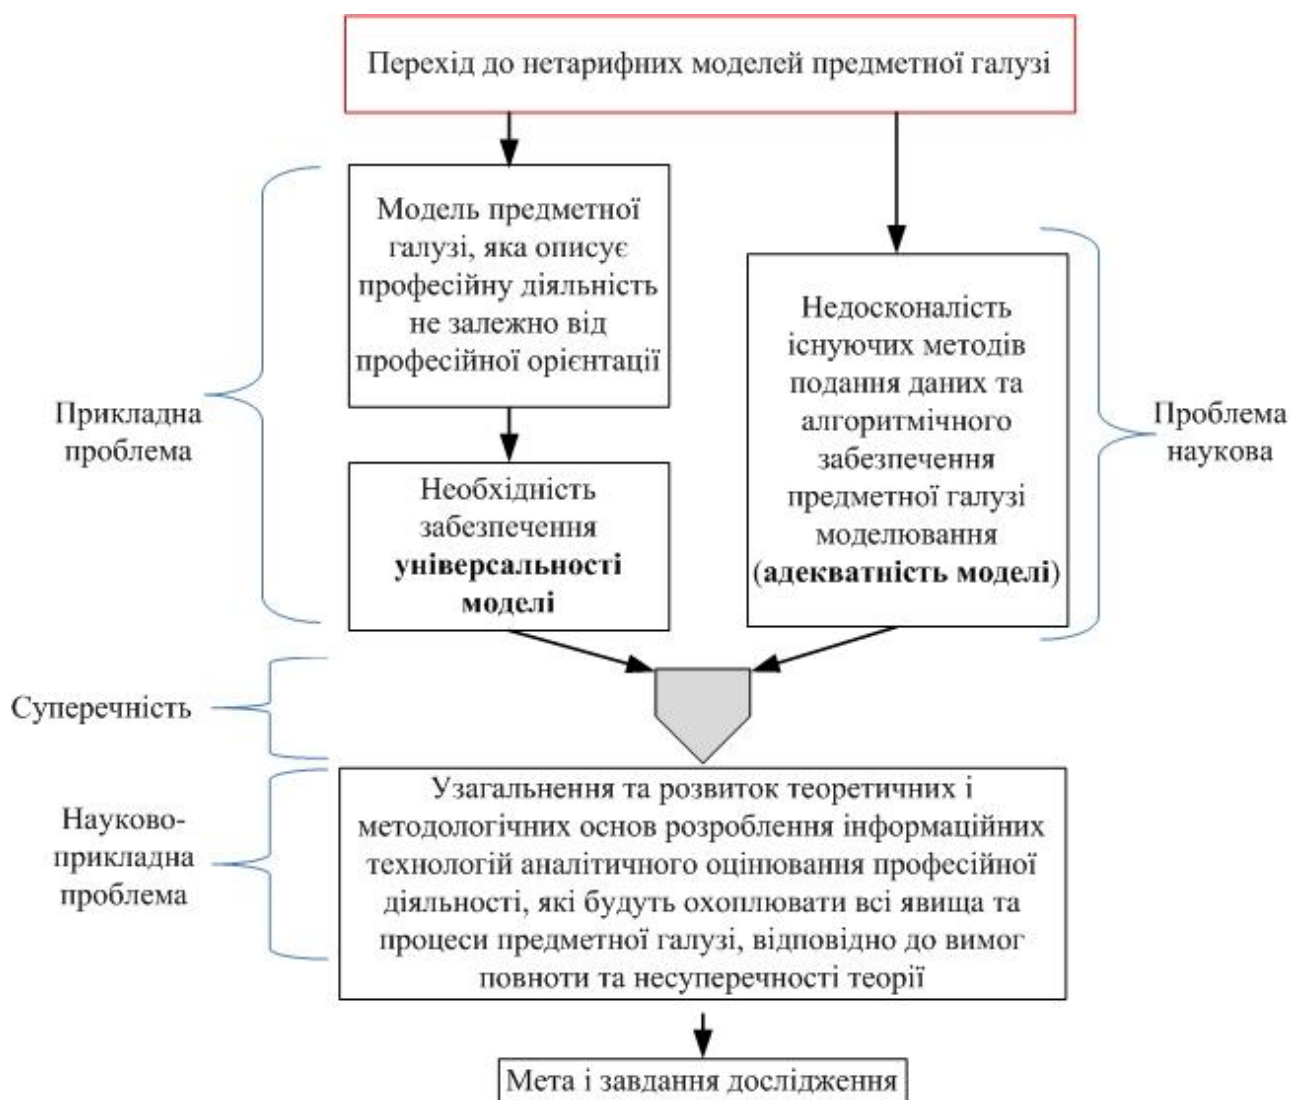 Перехід до нетарифних моделей предметної галузі
Модель предметної
галузі, яка описує
професійну діяльність
не залежно від
професійної орієнтації
Прикладна
проблема
Необхідність
забезпечення
універсальності
моделі
Недосконалість
існуючих методів
подання даних та
алгоритмічного
забезпечення
предметної галузі
моделювання
(адекватність моделі)
Проблема
наукова
Суперечність
Науково-
прикладна
проблема
Узагальнення та розвиток теоретичних і
методологічних основ розроблення інформаційних
технологій аналітичного оцінювання професійної
діяльності, які будуть охоплювати всі явища та
процеси предметної галузі, відповідно до вимог
повноти та несуперечності теорії
Мета і завдання дослідження